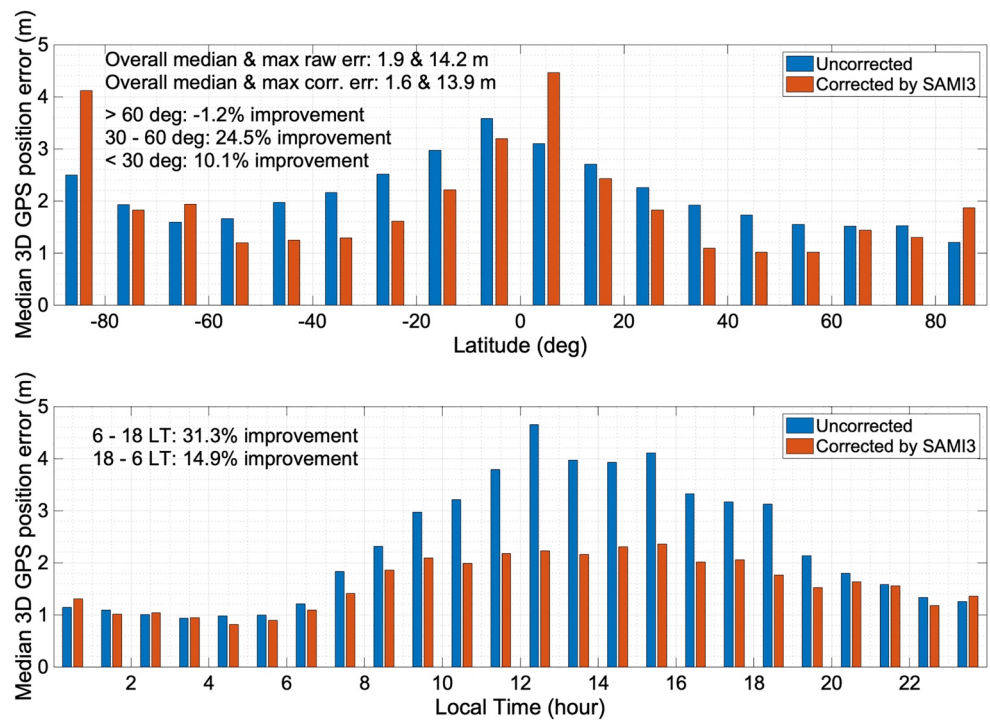 Median 3D GPS position error (m)
5
4
3
2
1
0
Overall median & max raw err: 1.9 & 14.2 m
Overall median & max corr. err: 1.6 & 13.9 m
> 60 deg: -1.2% improvement
30 - 60 deg: 24.5% improvement
< 30 deg: 10.1% improvement
Uncorrected
Corrected by SAMI3
-80 -60 -40 -20 0 20 40 60 80
Latitude (deg)
Median 3D GPS position error (m)
5
4
3
2
1
0
6 - 18 LT: 31.3% improvement
18 - 6 LT: 14.9% improvement
Uncorrected
Corrected by SAMI3
2 4 6 8 10 12 14 16 18 20 22
Local Time (hour)